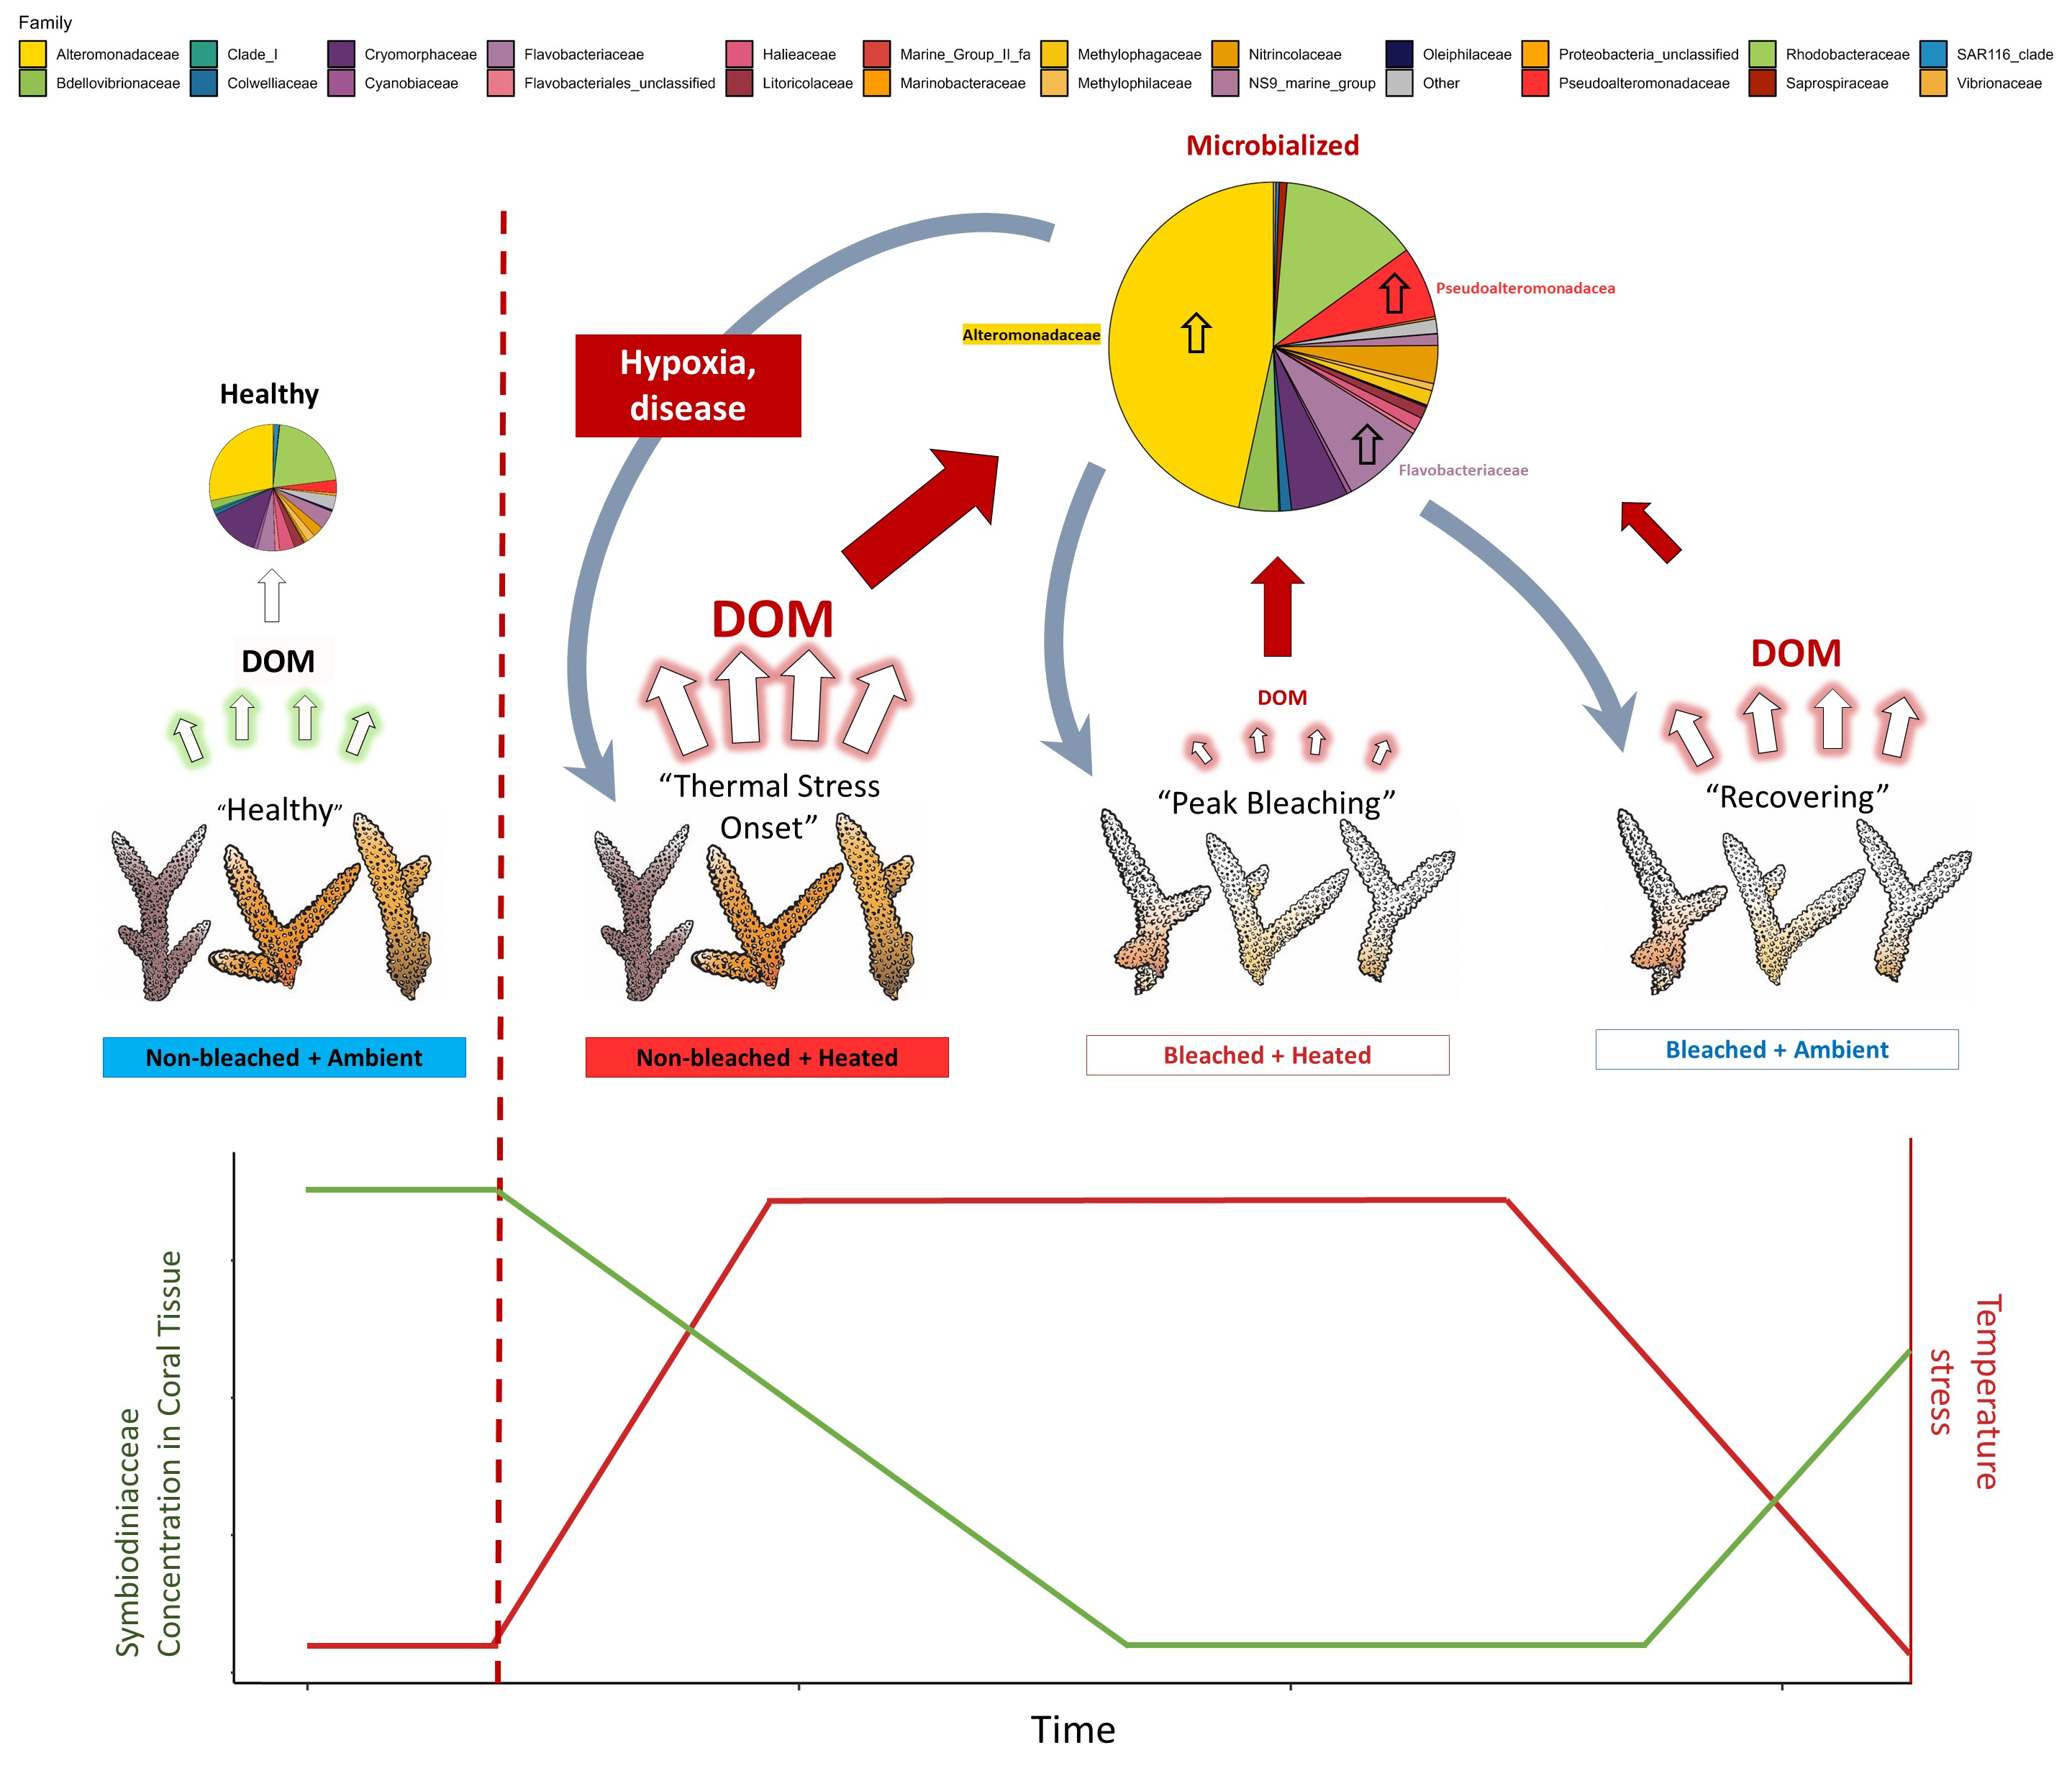 Family
Alteromonadaceae Clade_I Cryomorphaceae Flavobacteriaceae Halieaceae Marine_Group_II_fa Methylophagaceae Nitrincolaceae Oleiphilaceae Proteobacteria_unclassified Rhodobacteraceae SAR116_clade
Bdellovibrionaceae Colwelliaceae Cyanobiaceae Flavobacteriales_unclassified Litoricolaceae Marinobacteraceae Methylophilaceae NS9_marine_group Other Pseudoalteromonadaceae Saprospiraceae Vibrionaceae
Microbialized
Pseudoalteromonadacea
Alteromonadaceae
Hypoxia,
disease
Healthy
Flavobacteriaceae
DOM
DOM
DOM
DOM
“Healthy”
“Thermal Stress
Onset”
“Peak Bleaching”
“Recovering”
Non-bleached + Ambient
Non-bleached + Heated
Bleached + Heated
Bleached + Ambient
Symbiodiniacceae
Concentration in Coral Tissue
Temperature
stress
Time